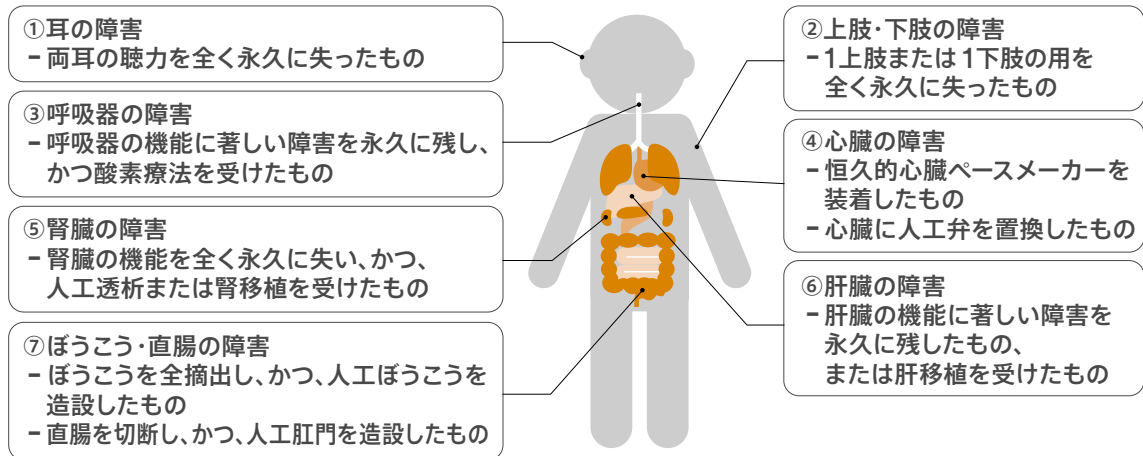 ①耳の障害
－両耳の聴力を全く永久に失ったもの
②上肢･下肢の障害
－1上肢または1下肢の用を
全く永久に失ったもの
③呼吸器の障害
－呼吸器の機能に著しい障害を永久に残し、
かつ酸素療法を受けたもの
④心臓の障害
－恒久的心臓ペースメーカーを
装着したもの
－心臓に人工弁を置換したもの
⑤腎臓の障害
－腎臓の機能を全く永久に失い、かつ、
人工透析または腎移植を受けたもの
⑥肝臓の障害
－肝臓の機能に著しい障害を
永久に残したもの、
または肝移植を受けたもの
⑦ぼうこう･直腸の障害
－ぼうこうを全摘出し、かつ、人工ぼうこうを
造設したもの
－直腸を切断し、かつ、人工肛門を造設したもの